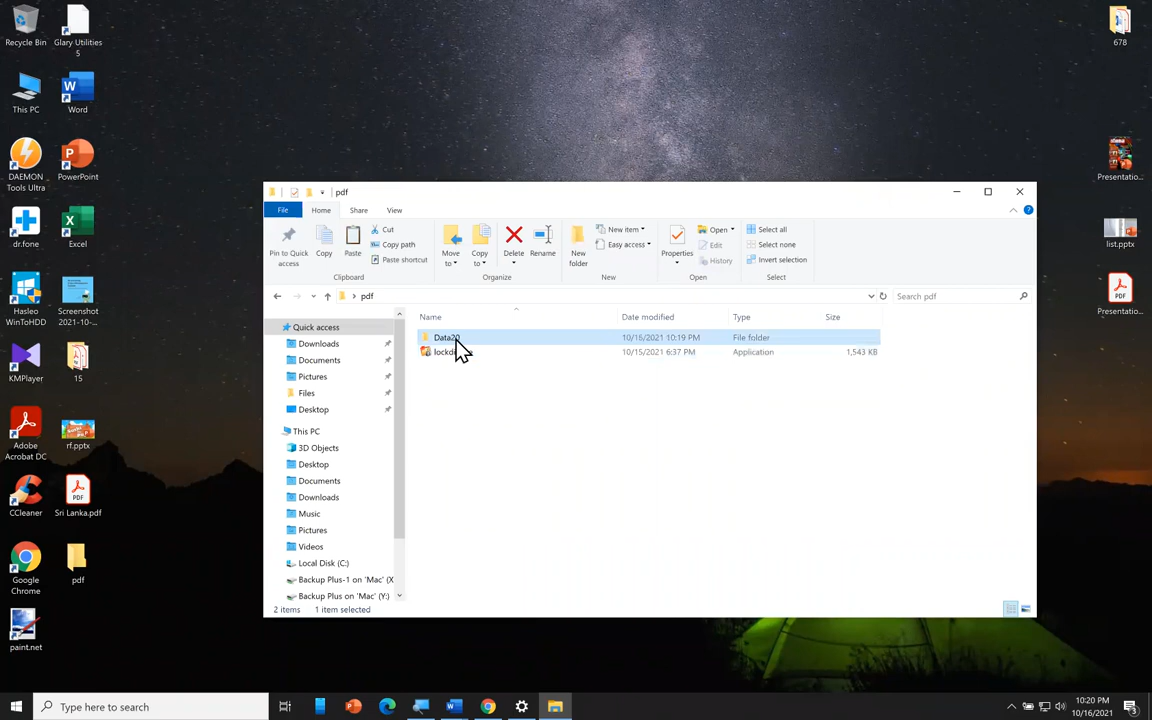 Recycle Bin
Glary Utilities
5
678
This PC
Word
DAEMON
Tools Ultra
PowerPoint
Presentatio...
dr.fone
Excel
list.pptx
Hasleo
WinToHDD
Screenshot
2021-10-...
Presentatio...
KMPlayer
15
Adobe
Acrobat DC
rf.pptx
CCleaner
Sri Lanka.pdf
Google
Chrome
pdf
paint.net
pdf
File
Home
Share
View
Pin to Quick
access
Copy
Paste
Cut
Copy path
Paste shortcut
Clipboard
Move
to
Copy
to
Delete
Rename
Organize
New
folder
New item
Easy access
New
Properties
Open
Edit
History
Open
Select all
Select none
Invert selection
Select
pdf
Search pdf
Name
Date modified
Type
Size
Data20 10/16/2021 10:19 PM File folder
10/15/2021 6:37 PM Application 1,543 KB
Quick access
Downloads
Documents
Pictures
Files
Desktop
This PC
3D Objects
Desktop
Documents
Downloads
Music
Pictures
Videos
Local Disk (C:)
Backup Plus-1 on 'Mac' (X
Backup Plus on 'Mac' (Y:)
2 items
1 item selected
Type here to search
10:20 PM
10/16/2021
3